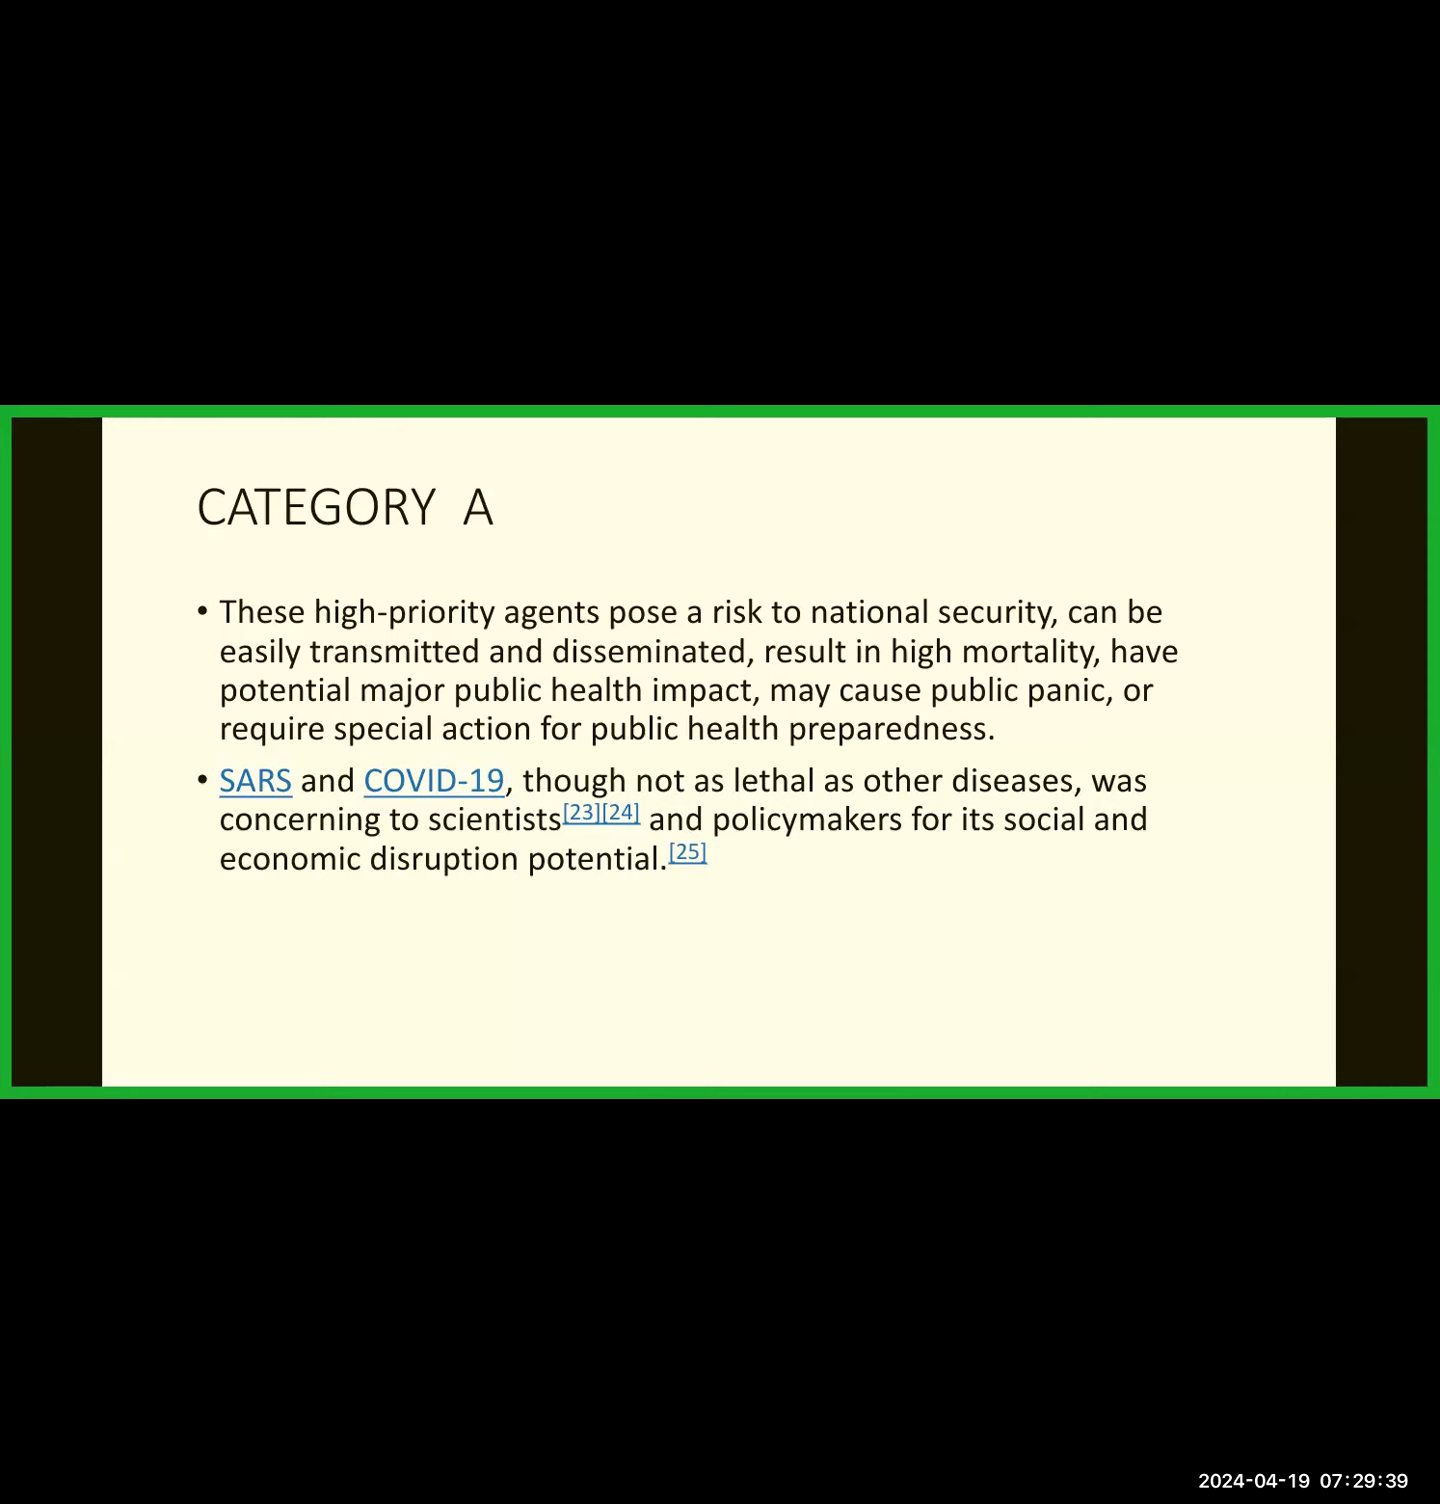 CATEGORY A
• These high-priority agents pose a risk to national security, can be
easily transmitted and disseminated, result in high mortality, have
potential major public health impact, may cause public panic, or
require special action for public health preparedness.
• SARS and COVID-19, though not as lethal as other diseases, was
concerning to scientists[23][24] and policymakers for its social and
economic disruption potential.[25]
2024-04-19 07:29:39